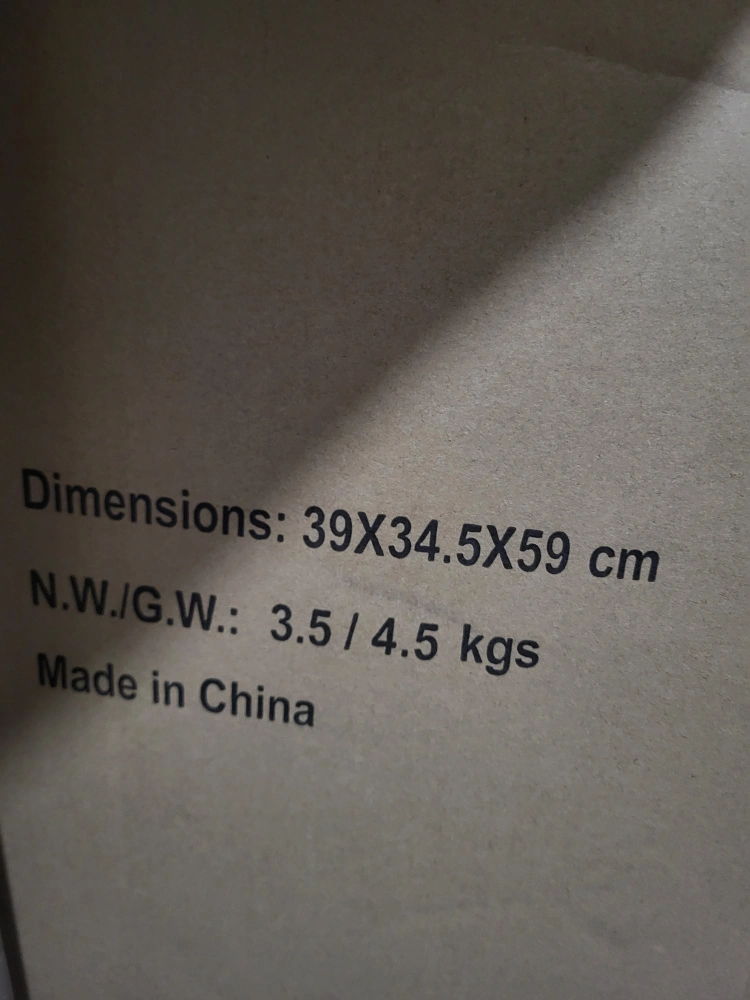 Dimensions: 39X34.5X59 cm
N.W./G.W.: 3.5 / 4.5 kgs
Made in China